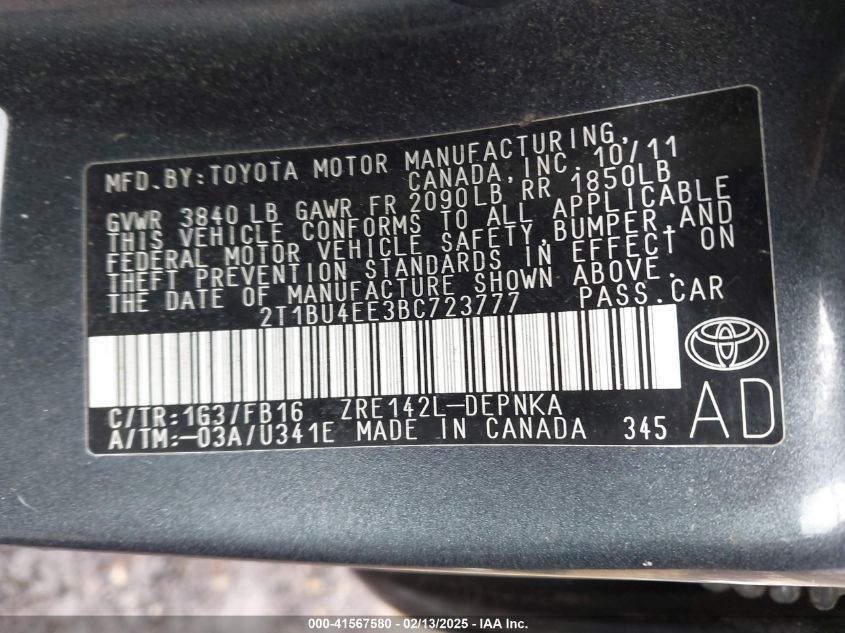 MFD.BY:TOYOTA MOTOR MANUFACTURING,
CANADA,INC. 10/11
GVWR 3840 LB GAWR FR 2090LB RR 1850LB
THIS VEHICLE CONFORMS TO ALL APPLICABLE
FEDERAL MOTOR VEHICLE SAFETY,BUMPER,AND
THEFT PREVENTION STANDARDS IN EFFECT ON
THE DATE OF MANUFACTURE SHOWN ABOVE.
2T1BU4EE3BC723777 PASS.CAR
C/TR:1G3/FB16 ZRE142L-DEPNKA
A/TM:-03A/U341E MADE IN CANADA 345
AD
000-41567580 - 02/13/2025 - © IAA, Inc.